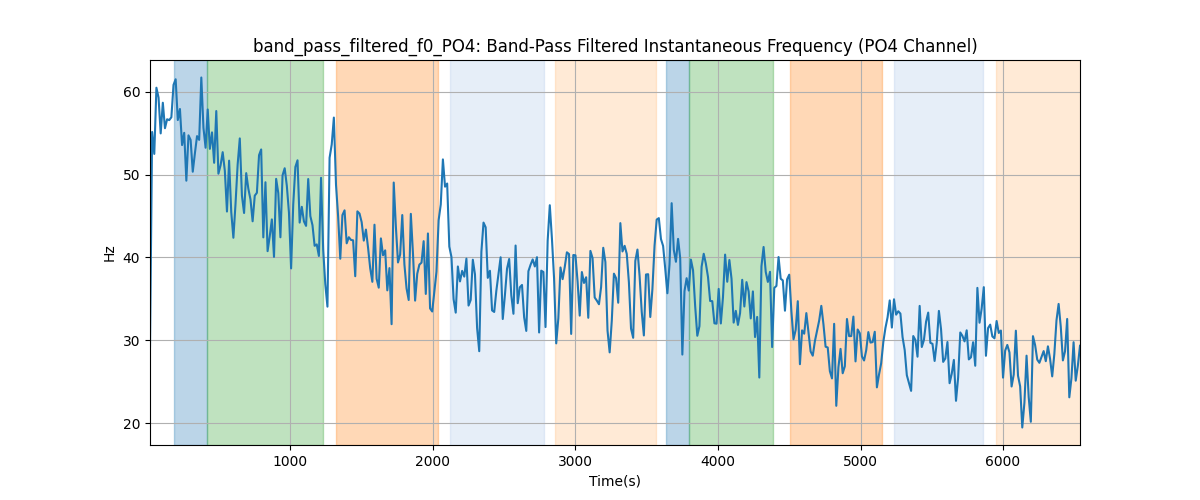 band_pass_filtered_f0_PO4: Band-Pass Filtered Instantaneous Frequency (PO4 Channel)
60
50
40
30
20
Hz
1000 2000 3000 4000 5000 6000
Time(s)